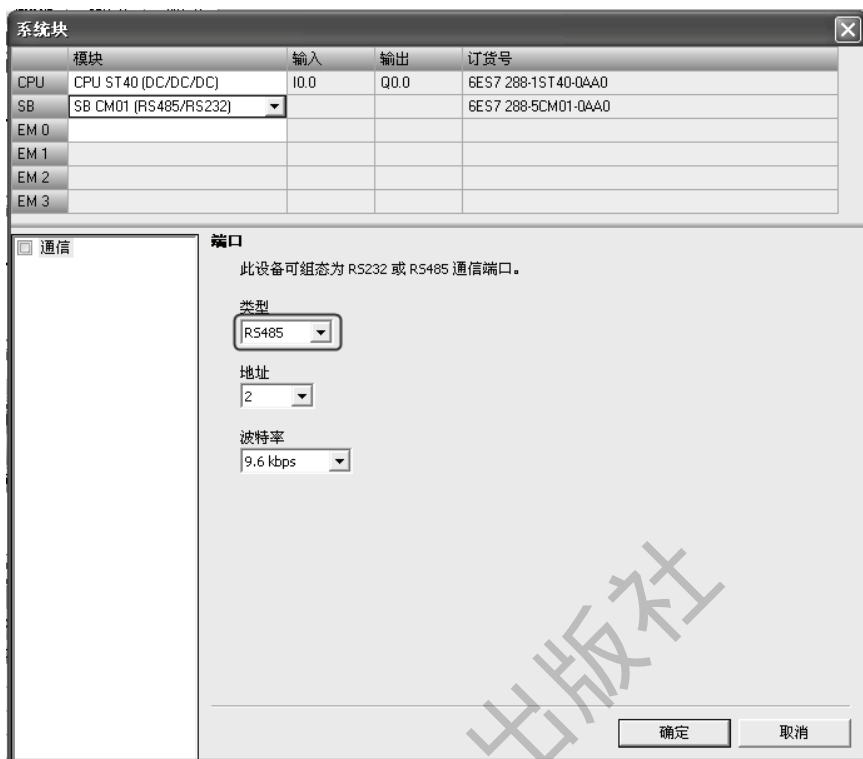 系统块
模块 输入 输出 订货号
CPU CPU ST40 (DC/DC/DC) I0.0 Q0.0 6ES7 288-1ST40-0AA0
SB SB CM01 (RS485/RS232) 6ES7 288-5CM01-0AA0
EM 0
EM 1
EM 2
EM 3
通信
端口
此设备可组态为 RS232 或 RS485 通信端口。
类型
RS485
地址
2
波特率
9.6 kbps
出版社
确定 取消